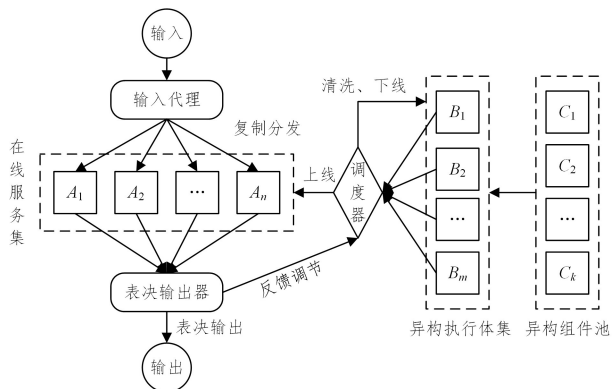 输入
输入代理
复制分发
在线服务集
A1
A2
…
An
上线
清洗、下线
调度器
B1
B2
…
Bm
C1
C2
…
Ck
表决输出器
反馈调节
表决输出
输出
异构执行体集
异构组件池